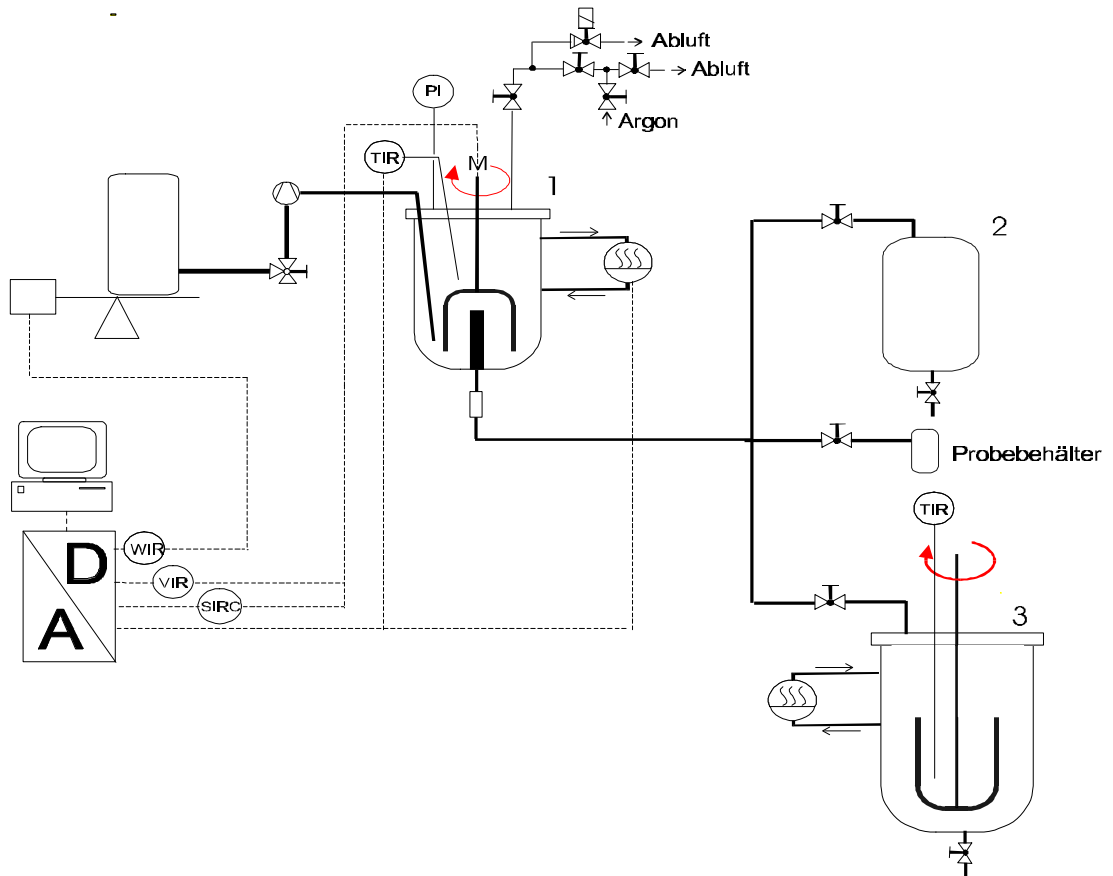 Abluft
Abluft
Argon
PI
TIR
M
1
2
Probebehälter
TIR
D
A
WIR
VIR
SIRC
3